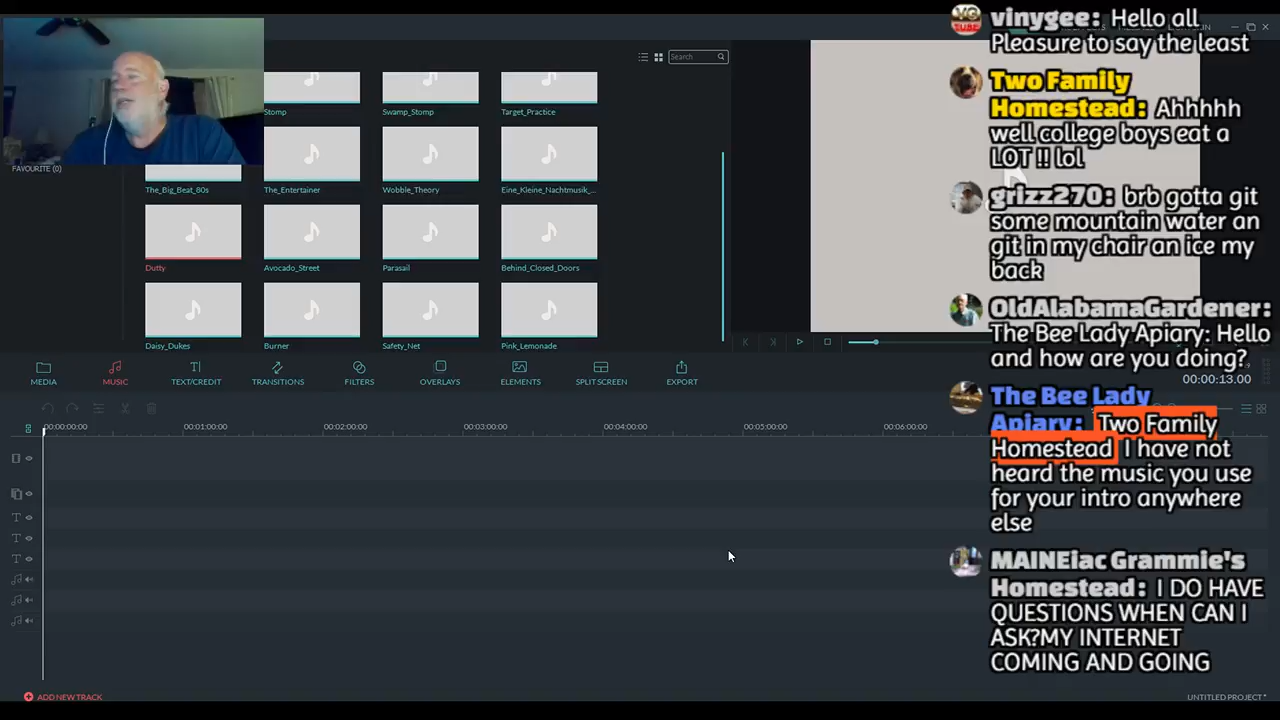 Search
Stomp
Swamp_Stomp
Target_Practice
FAVOURITE (0)
The_Big_Beat_80s
The_Entertainer
Wobble_Theory
Eine_Kleine_Nachtmusik_...
Dutty
Avocado_Street
Parasail
Behind_Closed_Doors
Daisy_Dukes
Burner
Safety_Net
Pink_Lemonade
MEDIA
MUSIC
TEXT/CREDIT
TRANSITIONS
FILTERS
OVERLAYS
ELEMENTS
SPLIT SCREEN
EXPORT
00:00:13.00
00:00:00:00
00:01:00:00
00:02:00:00
00:03:00:00
00:04:00:00
00:05:00:00
00:06:00:00
ADD NEW TRACK
UNTITLED PROJECT*
VG
TUBE
vinygee: Hello all
Pleasure to say the least
Two Family
Homestead: Ahhhhh
well college boys eat a
LOT !! lol
grizz270: brb gotta git
some mountain water an
git in my chair an ice my
back
OldAlabamaGardener:
The Bee Lady Apiary: Hello
and how are you doing?
The Bee Lady
Apiary: Two Family
Homestead I have not
heard the music you use
for your intro anywhere
else
MAINEiac Grammie's
Homestead: I DO HAVE
QUESTIONS WHEN CAN I
ASK?MY INTERNET
COMING AND GOING